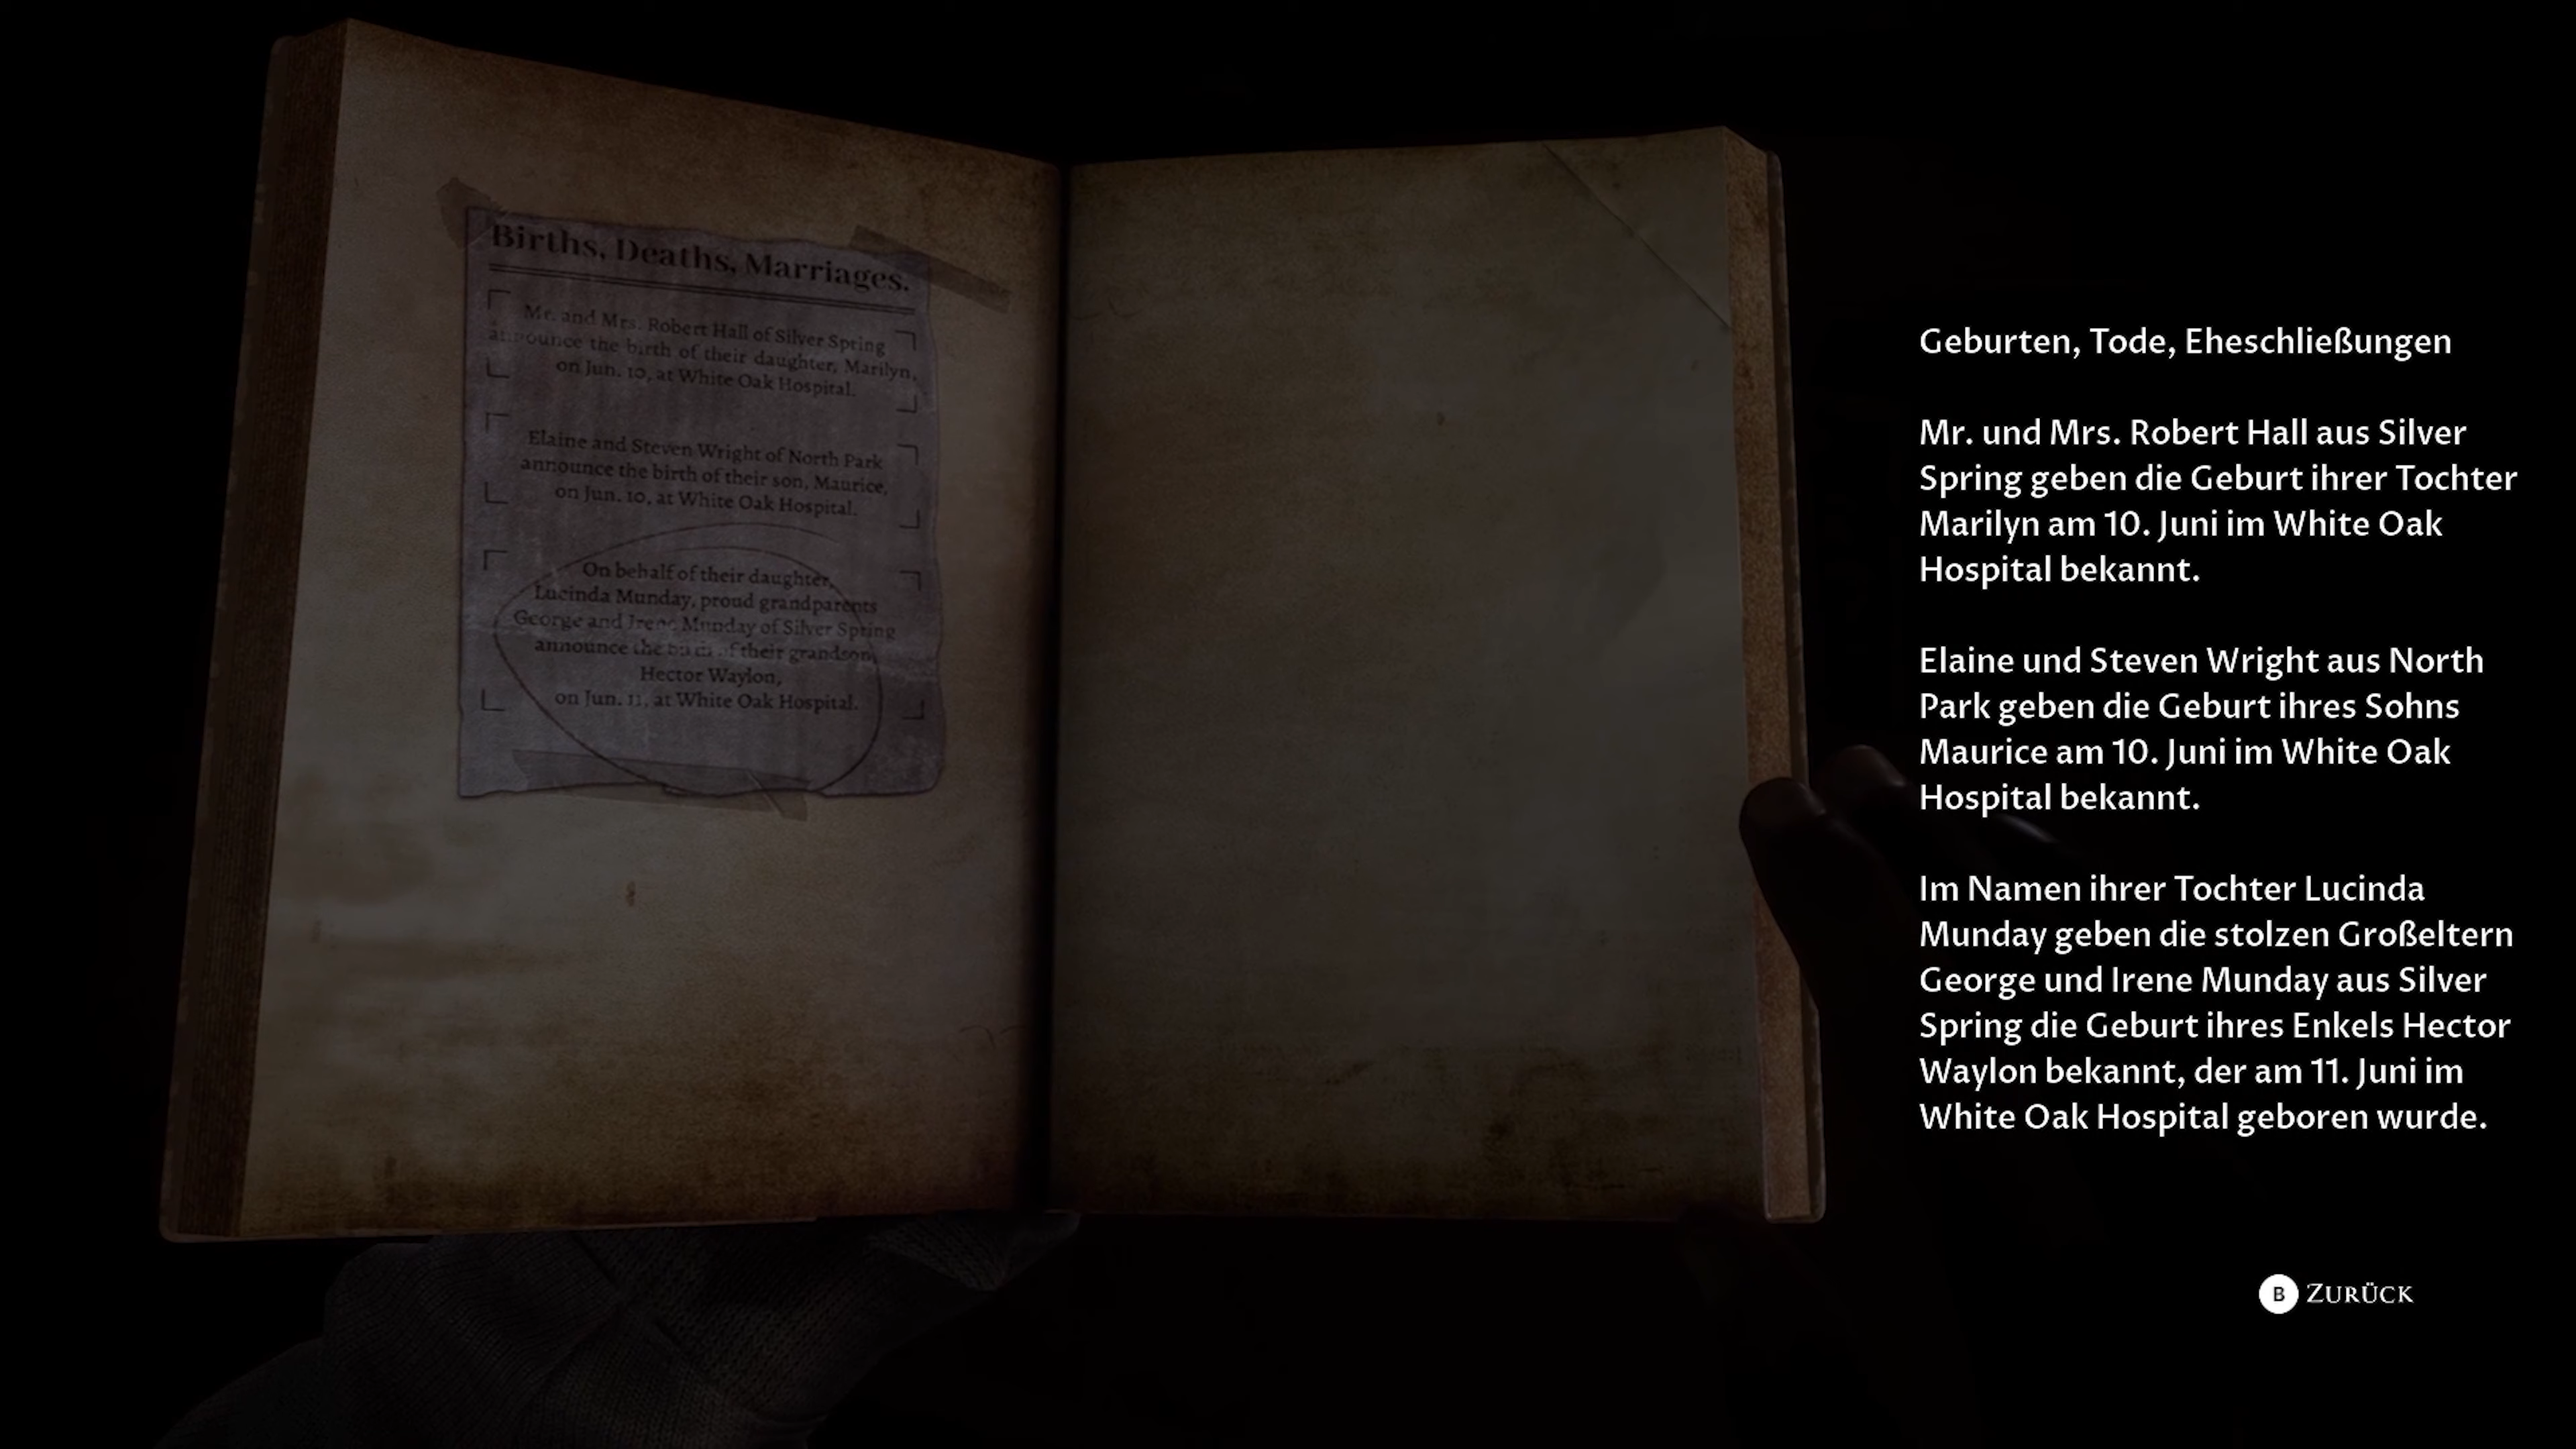 Births, Deaths, Marriages.
Mr. and Mrs. Robert Hall of Silver Spring
announce the birth of their daughter, Marilyn,
on Jun. 10, at White Oak Hospital.
Elaine and Steven Wright of North Park
announce the birth of their son, Maurice,
on Jun. 10, at White Oak Hospital.
On behalf of their daughter,
Lucinda Munday, proud grandparents
George and Irene Munday of Silver Spring
announce the birth of their grandson,
Hector Waylon,
on Jun. 11, at White Oak Hospital.
Geburten, Tode, Eheschließungen
Mr. und Mrs. Robert Hall aus Silver
Spring geben die Geburt ihrer Tochter
Marilyn am 10. Juni im White Oak
Hospital bekannt.
Elaine und Steven Wright aus North
Park geben die Geburt ihres Sohns
Maurice am 10. Juni im White Oak
Hospital bekannt.
Im Namen ihrer Tochter Lucinda
Munday geben die stolzen Großeltern
George und Irene Munday aus Silver
Spring die Geburt ihres Enkels Hector
Waylon bekannt, der am 11. Juni im
White Oak Hospital geboren wurde.
B ZURÜCK